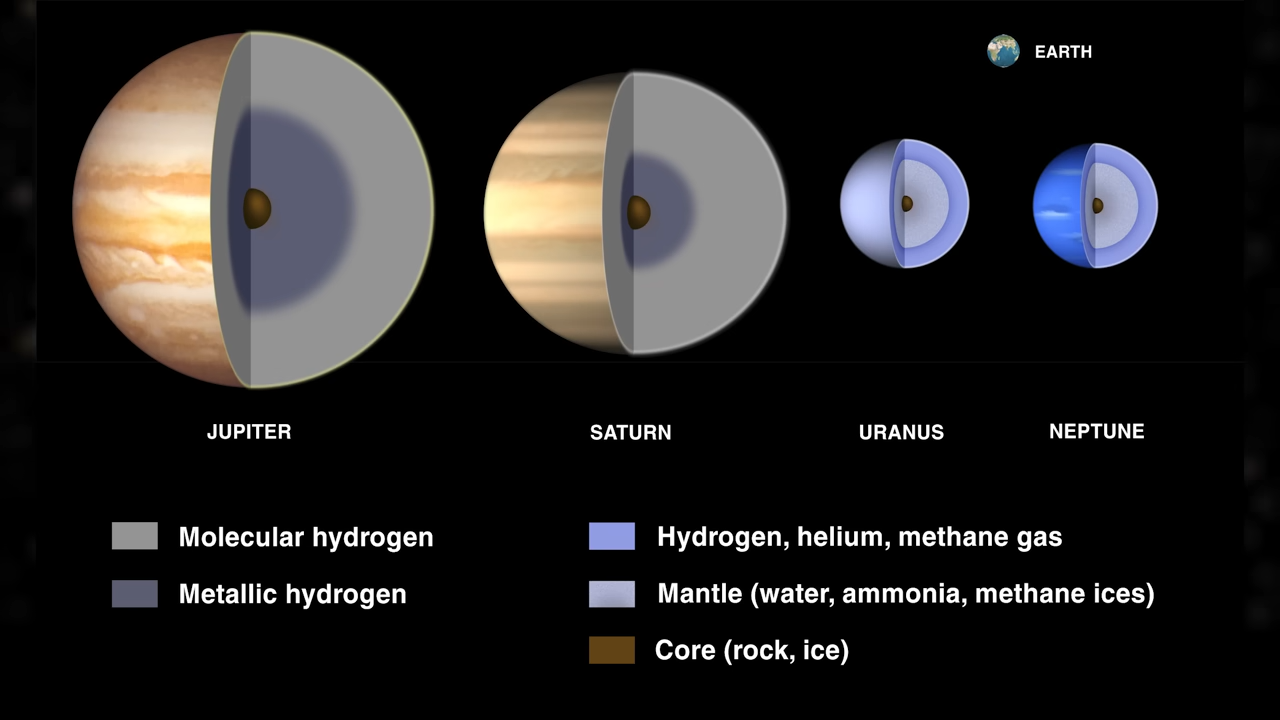 EARTH
JUPITER
SATURN
URANUS
NEPTUNE
Molecular hydrogen
Metallic hydrogen
Hydrogen, helium, methane gas
Mantle (water, ammonia, methane ices)
Core (rock, ice)